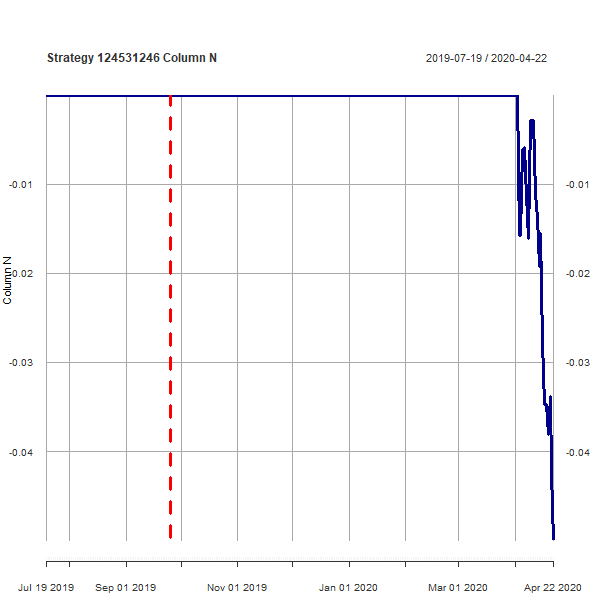 Strategy 124531246 Column N
2019-07-19 / 2020-04-22
-0.01 -0.01
-0.02 -0.02
Column N
-0.03 -0.03
-0.04 -0.04
Jul 19 2019 Sep 01 2019 Nov 01 2019 Jan 01 2020 Mar 01 2020 Apr 22 2020